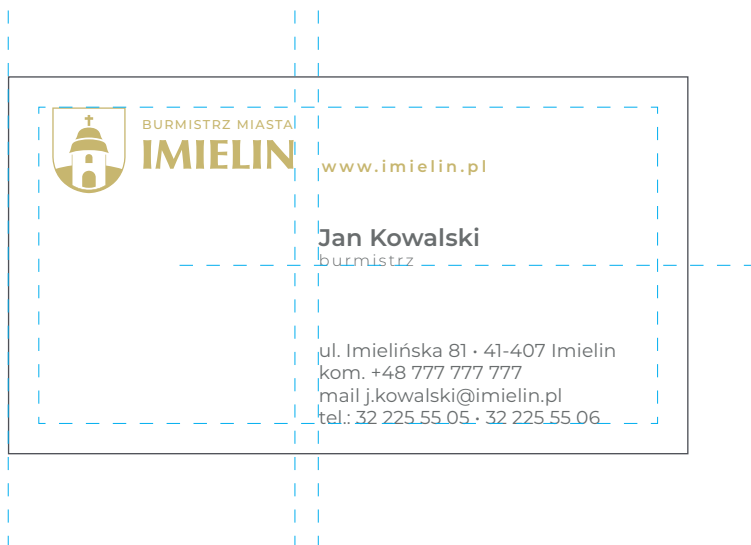 BURMISTRZ MIASTA
IMIELIN
www.imielin.pl
Jan Kowalski
burmistrz
ul. Imielińska 81 • 41-407 Imielin
kom. +48 777 777 777
mail j.kowalski@imielin.pl
tel.: 32 225 55 05 • 32 225 55 06